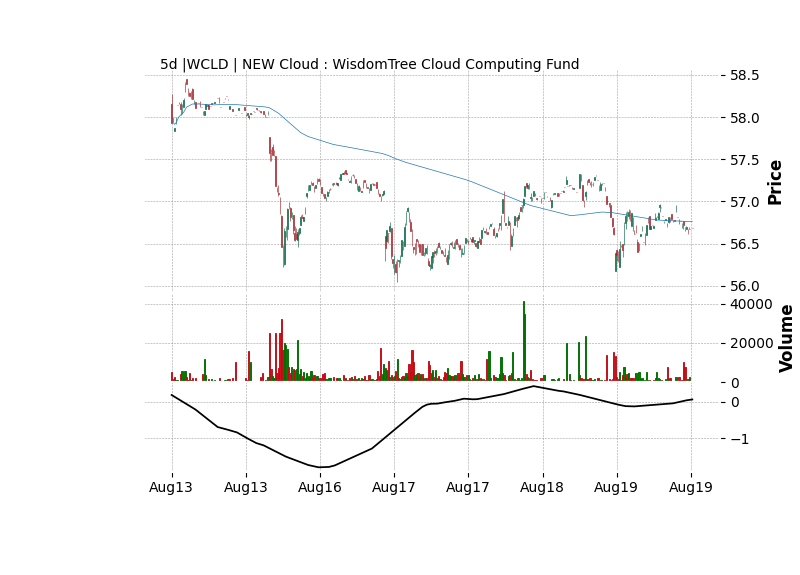 5d |WCLD | NEW Cloud : WisdomTree Cloud Computing Fund
58.5
58.0
57.5
57.0
56.5
56.0
Price
40000
20000
0
Volume
0
−1
Aug13 Aug13 Aug16 Aug17 Aug17 Aug18 Aug19 Aug19